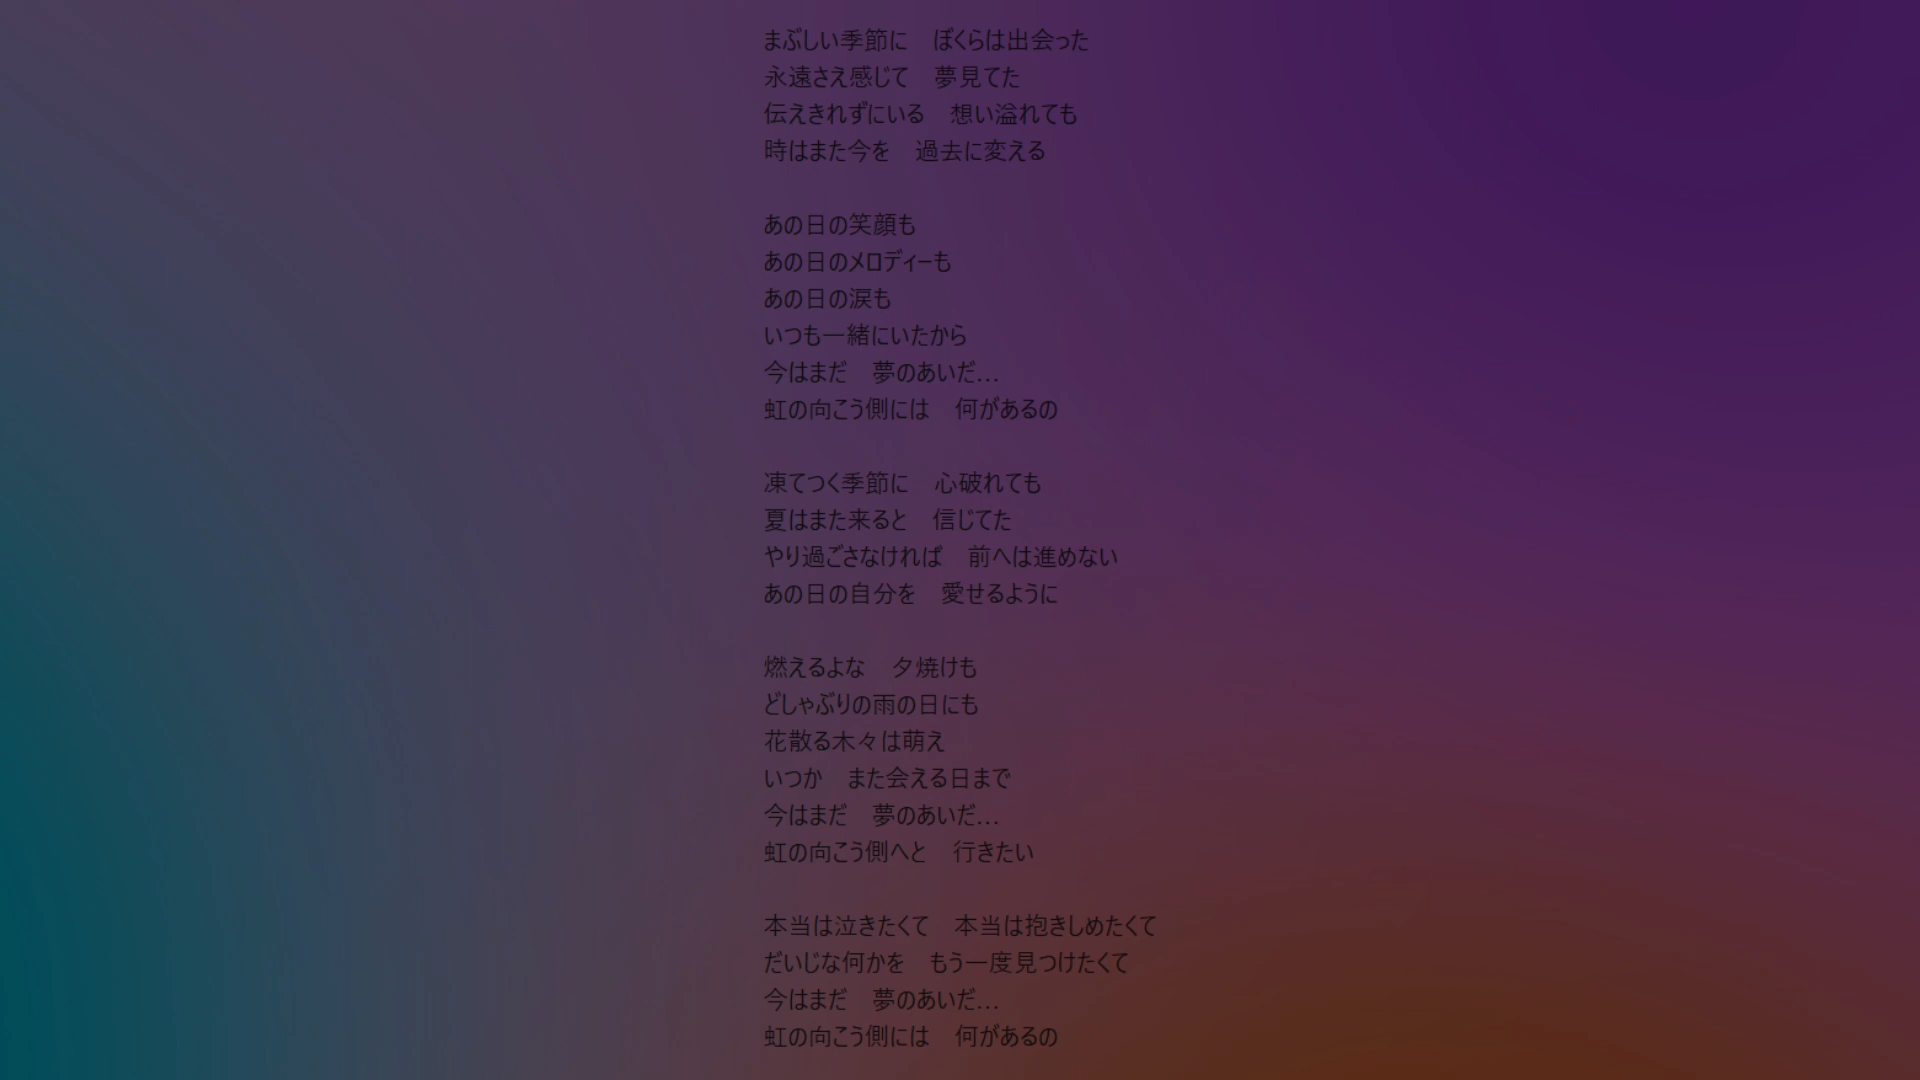 まぶしい季節に　ぼくらは出会った
永遠さえ感じて　夢見てた
伝えきれずにいる　想い溢れても
時はまた今を　過去に変える
あの日の笑顔も
あの日のメロディーも
あの日の涙も
いつも一緒にいたから
今はまだ　夢のあいだ…
虹の向こう側には　何があるの
凍てつく季節に　心破れても
夏はまた来ると　信じてた
やり過ごさなければ　前へは進めない
あの日の自分を　愛せるように
燃えるよな　夕焼けも
どしゃぶりの雨の日にも
花散る木々は萌え
いつか　また会える日まで
今はまだ　夢のあいだ…
虹の向こう側へと　行きたい
本当は泣きたくて　本当は抱きしめたくて
だいじな何かを　もう一度見つけたくて
今はまだ　夢のあいだ…
虹の向こう側には　何があるの